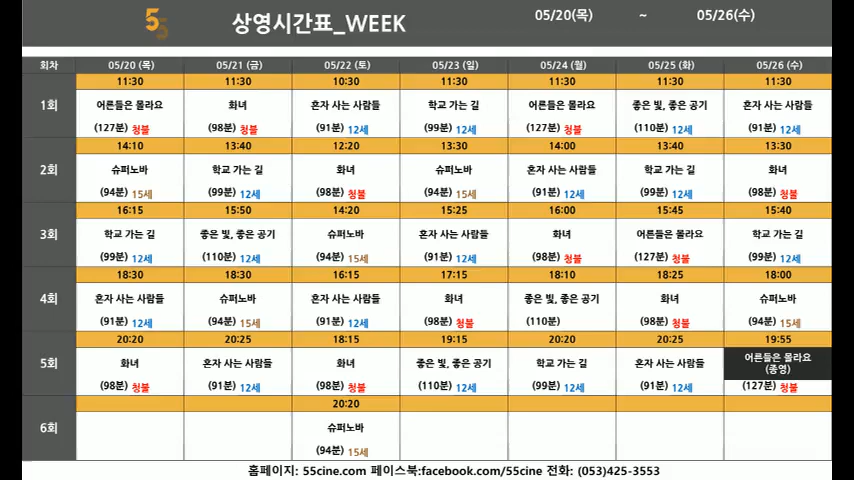 55 상영시간표_WEEK 05/20(목) ~ 05/26(수)
회차 05/20 (목) 05/21 (금) 05/22 (토) 05/23 (일) 05/24 (월) 05/25 (화) 05/26 (수)
11:30 11:30 10:30 11:30 11:30 11:30 11:30
1회 어른들은 몰라요 화녀 혼자 사는 사람들 학교 가는 길 어른들은 몰라요 좋은 빛, 좋은 공기 혼자 사는 사람들
(127분) 청불 (98분) 청불 (91분) 12세 (99분) 12세 (127분) 청불 (110분) 12세 (91분) 12세
14:10 13:40 12:20 13:30 14:00 13:40 13:30
2회 슈퍼노바 학교 가는 길 화녀 슈퍼노바 혼자 사는 사람들 학교 가는 길 화녀
(94분) 15세 (99분) 12세 (98분) 청불 (94분) 15세 (91분) 12세 (99분) 12세 (98분) 청불
16:15 15:50 14:20 15:25 16:00 15:45 15:40
3회 학교 가는 길 좋은 빛, 좋은 공기 슈퍼노바 혼자 사는 사람들 화녀 어른들은 몰라요 학교 가는 길
(99분) 12세 (110분) 12세 (94분) 15세 (91분) 12세 (98분) 청불 (127분) 청불 (99분) 12세
18:30 18:30 16:15 17:15 18:10 18:25 18:00
4회 혼자 사는 사람들 슈퍼노바 혼자 사는 사람들 화녀 좋은 빛, 좋은 공기 화녀 슈퍼노바
(91분) 12세 (94분) 15세 (91분) 12세 (98분) 청불 (110분) (98분) 청불 (94분) 15세
20:20 20:25 18:15 19:15 20:20 20:25 19:55
5회 화녀 혼자 사는 사람들 화녀 좋은 빛, 좋은 공기 학교 가는 길 혼자 사는 사람들 어른들은 몰라요
(종영)
(98분) 청불 (91분) 12세 (98분) 청불 (110분) 12세 (99분) 12세 (91분) 12세 (127분) 청불
20:20
6회 슈퍼노바
(94분) 15세
홈페이지: 55cine.com 페이스북:facebook.com/55cine 전화: (053)425-3553